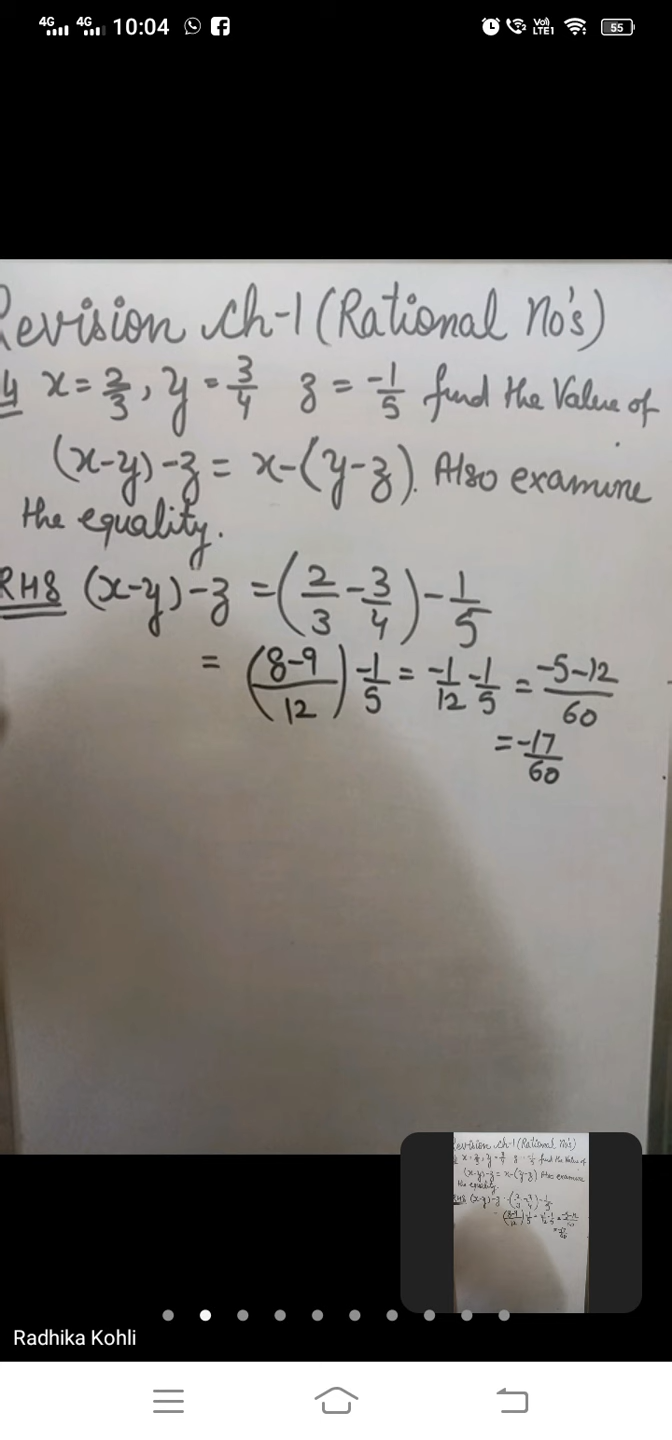 4G 4G 10:04 Vo) LTE1 55
Revision Ch-1 (Rational No's)
4 x = 2/3, y = 3/4 z = -1/5 find the Value of
(x-y)-z = x-(y-z). Also examine
the equality.
RHS (x-y)-z = (2/3 - 3/4) - 1/5
= (8-9/12) - 1/5 = -1/12 - 1/5 = -5-12/60
= -17/60
Radhika Kohli